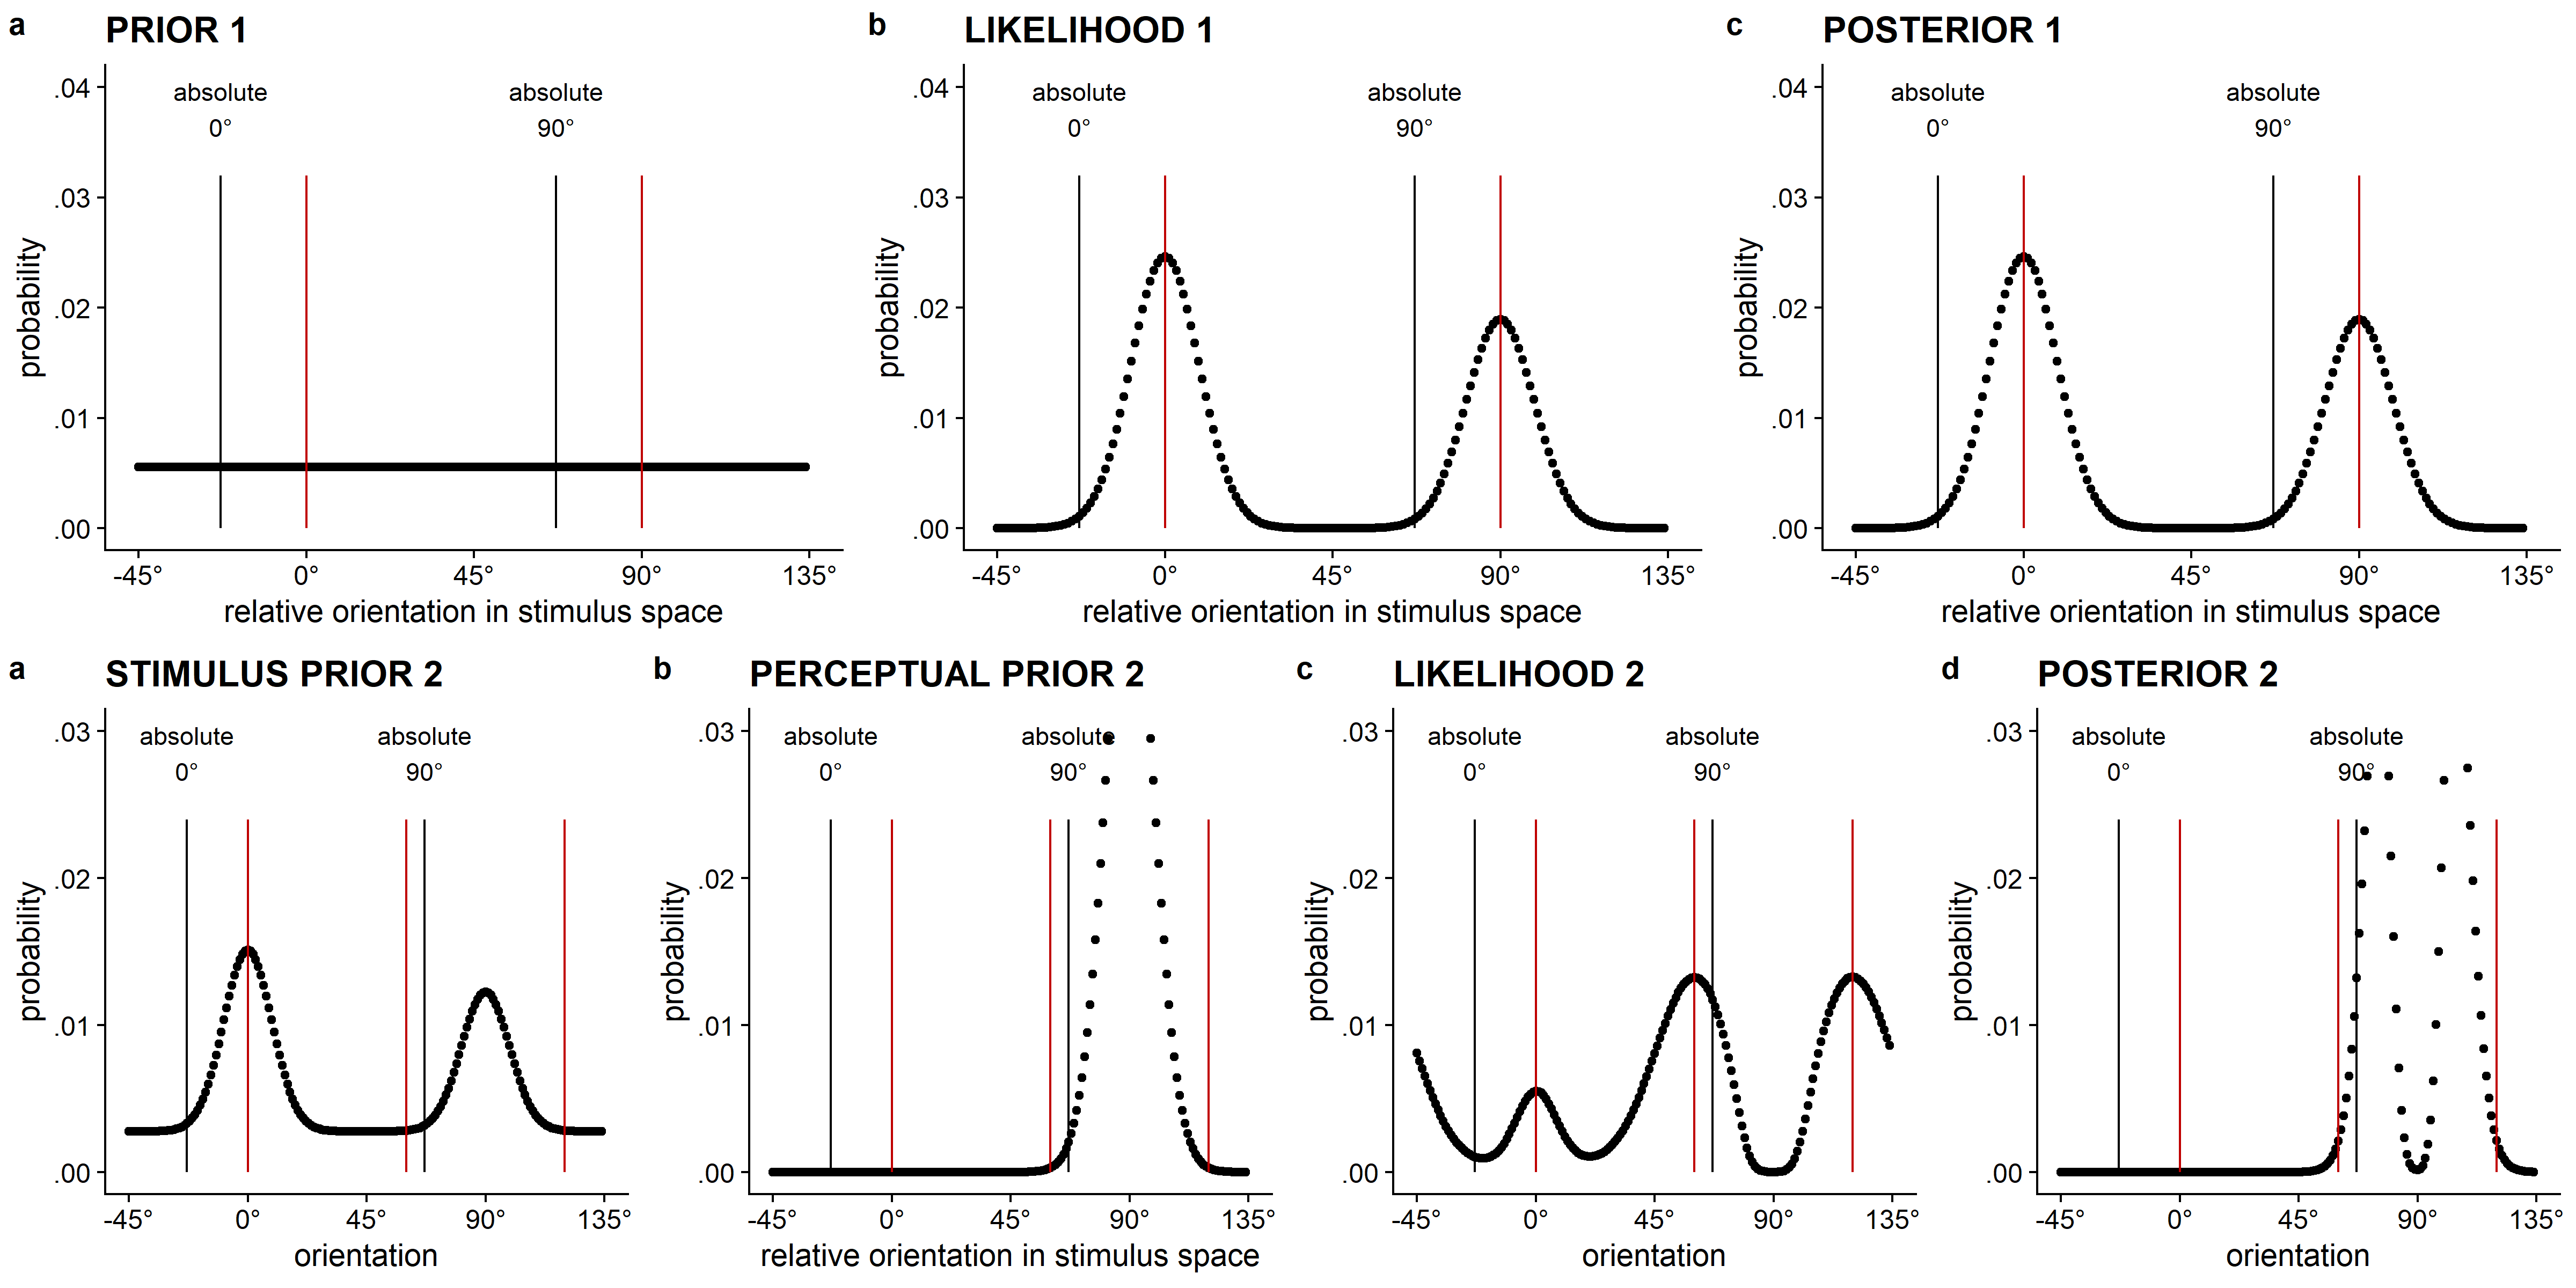 a PRIOR 1
.04
.03
.02
.01
.00
probability
absolute
0°
absolute
90°
-45° 0° 45° 90° 135°
relative orientation in stimulus space
b LIKELIHOOD 1
.04
.03
.02
.01
.00
probability
absolute
0°
absolute
90°
-45° 0° 45° 90° 135°
relative orientation in stimulus space
c POSTERIOR 1
.04
.03
.02
.01
.00
probability
absolute
0°
absolute
90°
-45° 0° 45° 90° 135°
relative orientation in stimulus space
a STIMULUS PRIOR 2
.03
.02
.01
.00
probability
absolute
0°
absolute
90°
-45° 0° 45° 90° 135°
orientation
b PERCEPTUAL PRIOR 2
.03
.02
.01
.00
probability
absolute
0°
absolute
90°
-45° 0° 45° 90° 135°
relative orientation in stimulus space
c LIKELIHOOD 2
.03
.02
.01
.00
probability
absolute
0°
absolute
90°
-45° 0° 45° 90° 135°
orientation
d POSTERIOR 2
.03
.02
.01
.00
probability
absolute
0°
absolute
90°
-45° 0° 45° 90° 135°
orientation